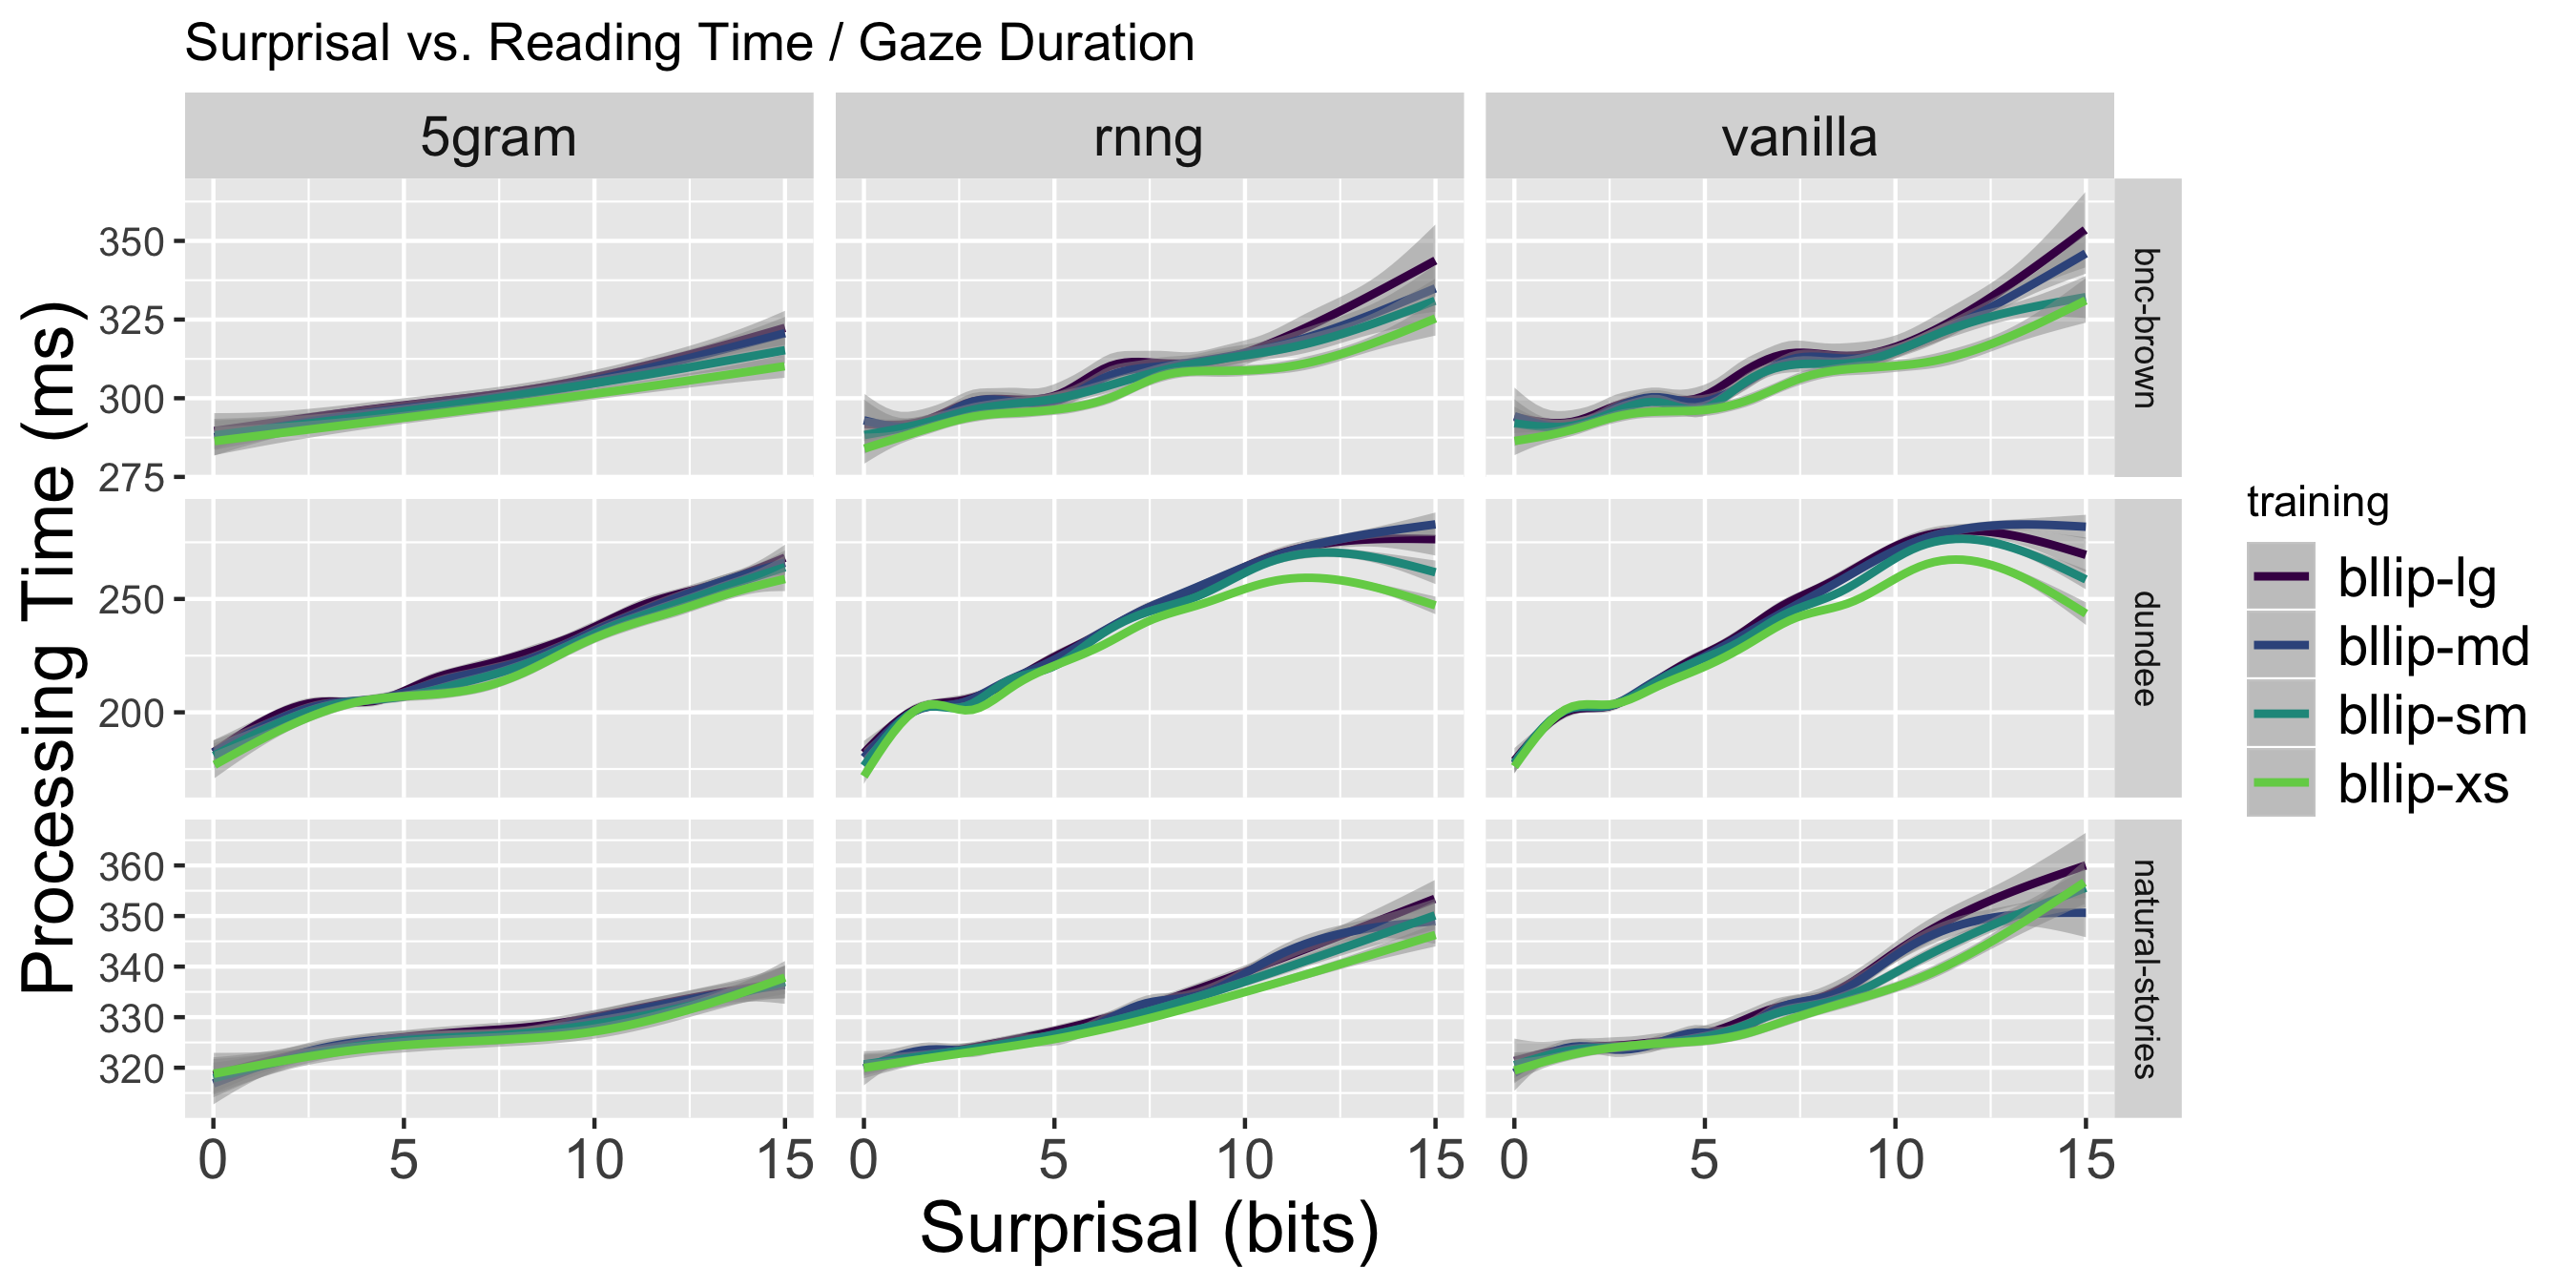 Surprisal vs. Reading Time / Gaze Duration
5gram
rnng
vanilla
Processing Time (ms)
350
325
300
275
bnc-brown
250
200
dundee
360
350
340
330
320
natural-stories
0 5 10 15 0 5 10 15 0 5 10 15
Surprisal (bits)
training
bllip-lg
bllip-md
bllip-sm
bllip-xs